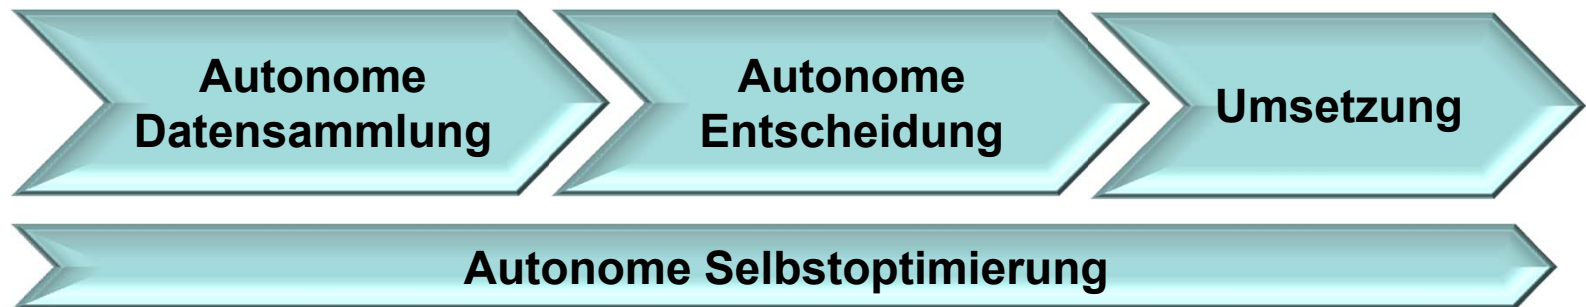 Autonome
Datensammlung
Autonome
Entscheidung
Umsetzung
Autonome Selbstoptimierung